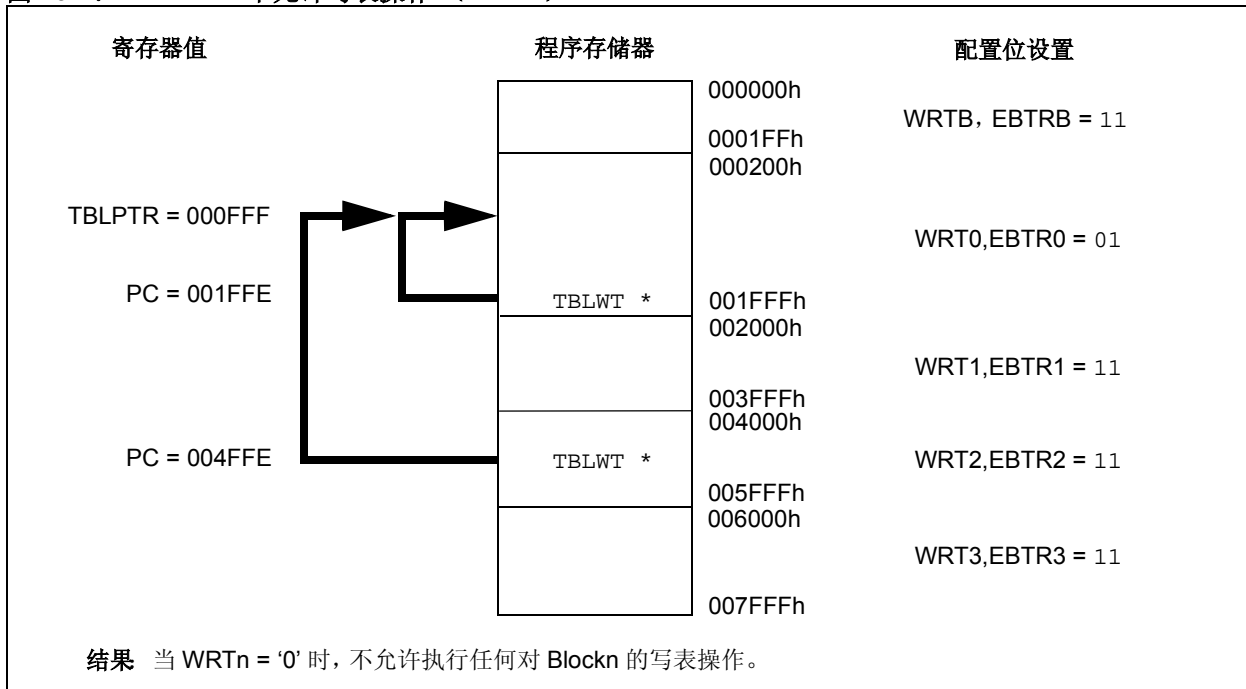 寄存器值 程序存储器 配置位设置
000000h
WRTB，EBTRB = 11
0001FFh
000200h
TBLPTR = 000FFF
WRT0,EBTR0 = 01
PC = 001FFE
TBLWT *
001FFFh
002000h
WRT1,EBTR1 = 11
003FFFh
004000h
PC = 004FFE
TBLWT *
WRT2,EBTR2 = 11
005FFFh
006000h
WRT3,EBTR3 = 11
007FFFh
结果 当 WRTn = ‘0’ 时，不允许执行任何对 Blockn 的写表操作。